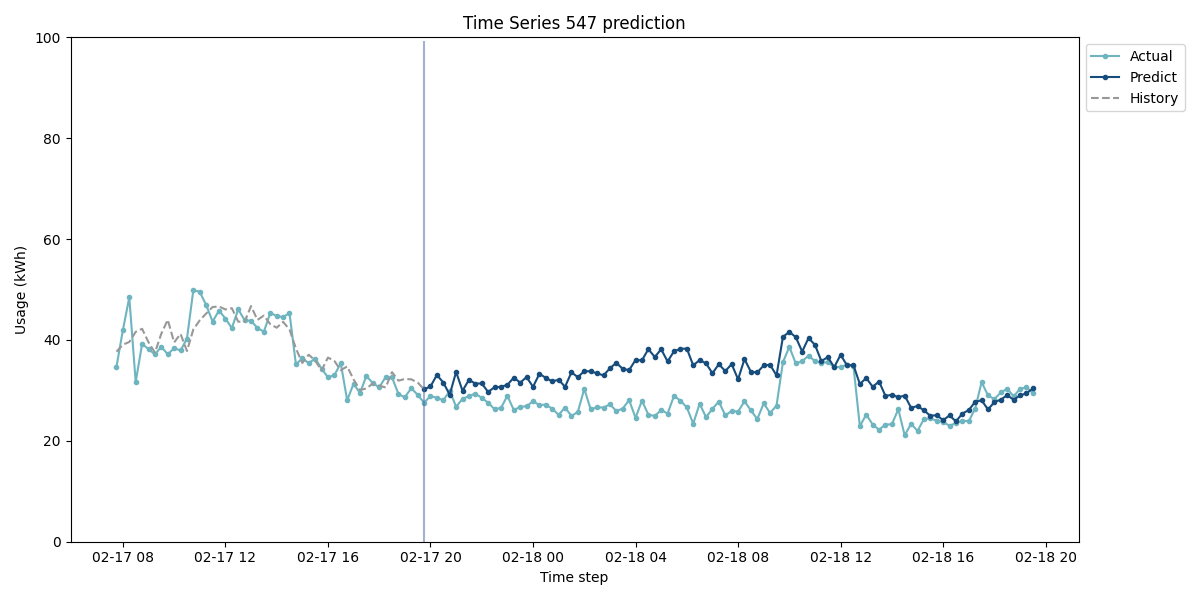 Time Series 547 prediction
100
80
60
40
20
0
Usage (kWh)
02-17 08
02-17 12
02-17 16
02-17 20
02-18 00
02-18 04
02-18 08
02-18 12
02-18 16
02-18 20
Time step
Actual
Predict
History